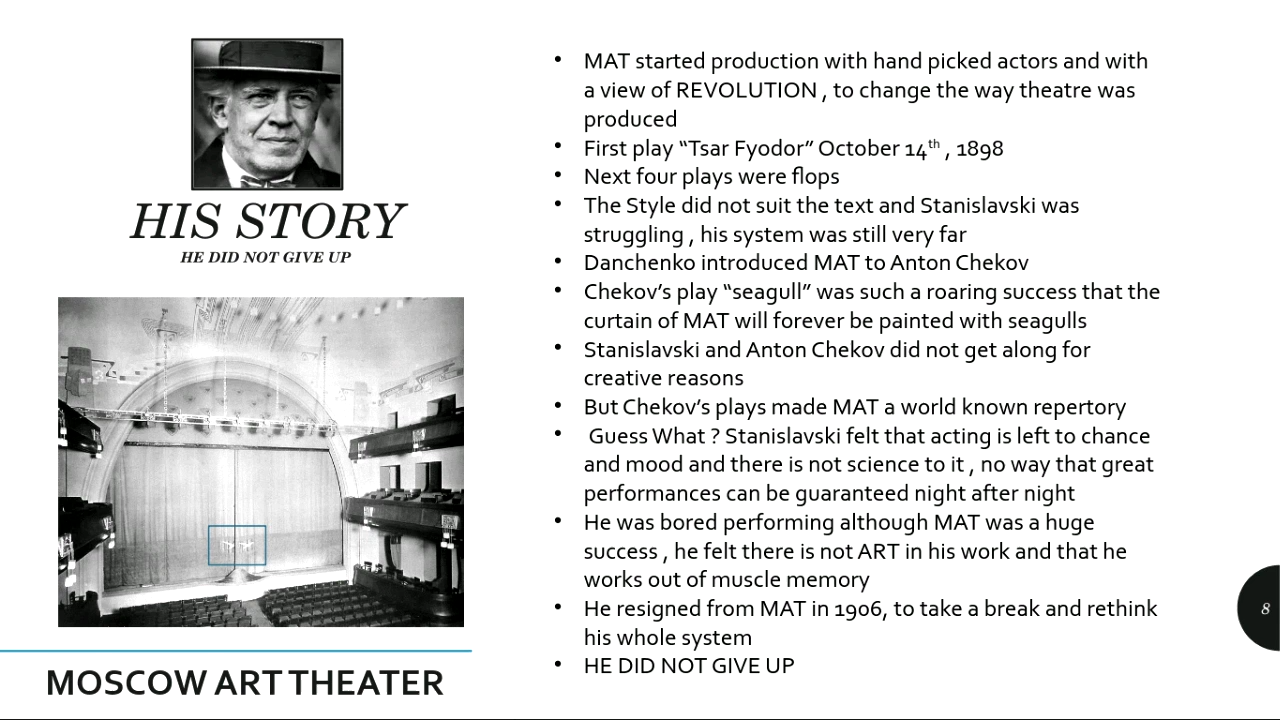 HIS STORY
HE DID NOT GIVE UP
MOSCOW ART THEATER
• MAT started production with hand picked actors and with
a view of REVOLUTION , to change the way theatre was
produced
• First play “Tsar Fyodor” October 14th , 1898
• Next four plays were flops
• The Style did not suit the text and Stanislavski was
struggling , his system was still very far
• Danchenko introduced MAT to Anton Chekov
• Chekov’s play “seagull” was such a roaring success that the
curtain of MAT will forever be painted with seagulls
• Stanislavski and Anton Chekov did not get along for
creative reasons
• But Chekov’s plays made MAT a world known repertory
• Guess What ? Stanislavski felt that acting is left to chance
and mood and there is not science to it , no way that great
performances can be guaranteed night after night
• He was bored performing although MAT was a huge
success , he felt there is not ART in his work and that he
works out of muscle memory
• He resigned from MAT in 1906, to take a break and rethink
his whole system
• HE DID NOT GIVE UP
8